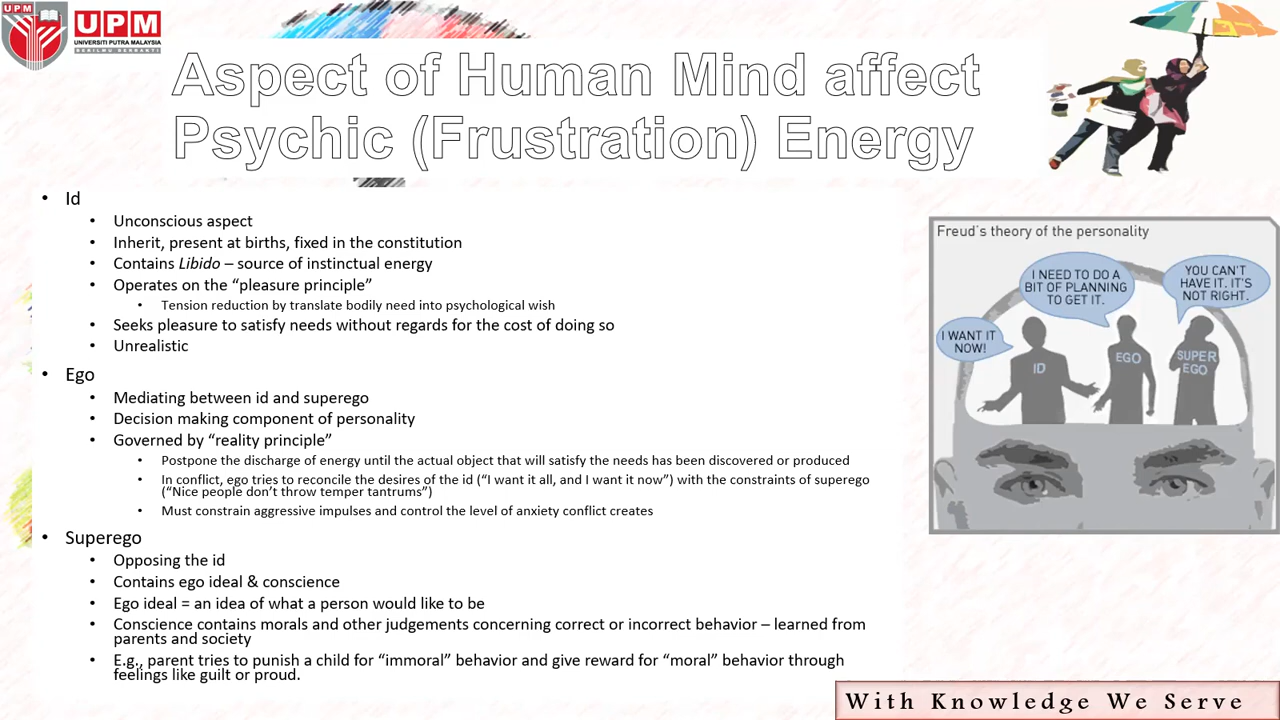 UPM
UPM
UNIVERSITI PUTRA MALAYSIA
BERILMU BERBAKTI
Aspect of Human Mind affect
Psychic (Frustration) Energy
• Id
• Unconscious aspect
• Inherit, present at births, fixed in the constitution
• Contains Libido – source of instinctual energy
• Operates on the “pleasure principle”
• Tension reduction by translate bodily need into psychological wish
• Seeks pleasure to satisfy needs without regards for the cost of doing so
• Unrealistic
• Ego
• Mediating between id and superego
• Decision making component of personality
• Governed by “reality principle”
• Postpone the discharge of energy until the actual object that will satisfy the needs has been discovered or produced
• In conflict, ego tries to reconcile the desires of the id (“I want it all, and I want it now”) with the constraints of superego
(“Nice people don’t throw temper tantrums”)
• Must constrain aggressive impulses and control the level of anxiety conflict creates
• Superego
• Opposing the id
• Contains ego ideal & conscience
• Ego ideal = an idea of what a person would like to be
• Conscience contains morals and other judgements concerning correct or incorrect behavior – learned from
parents and society
• E.g., parent tries to punish a child for “immoral” behavior and give reward for “moral” behavior through
feelings like guilt or proud.
Freud's theory of the personality
I WANT IT
NOW!
I NEED TO DO A
BIT OF PLANNING
TO GET IT.
YOU CAN'T
HAVE IT. IT'S
NOT RIGHT.
ID
EGO
SUPER
EGO
With Knowledge We Serve